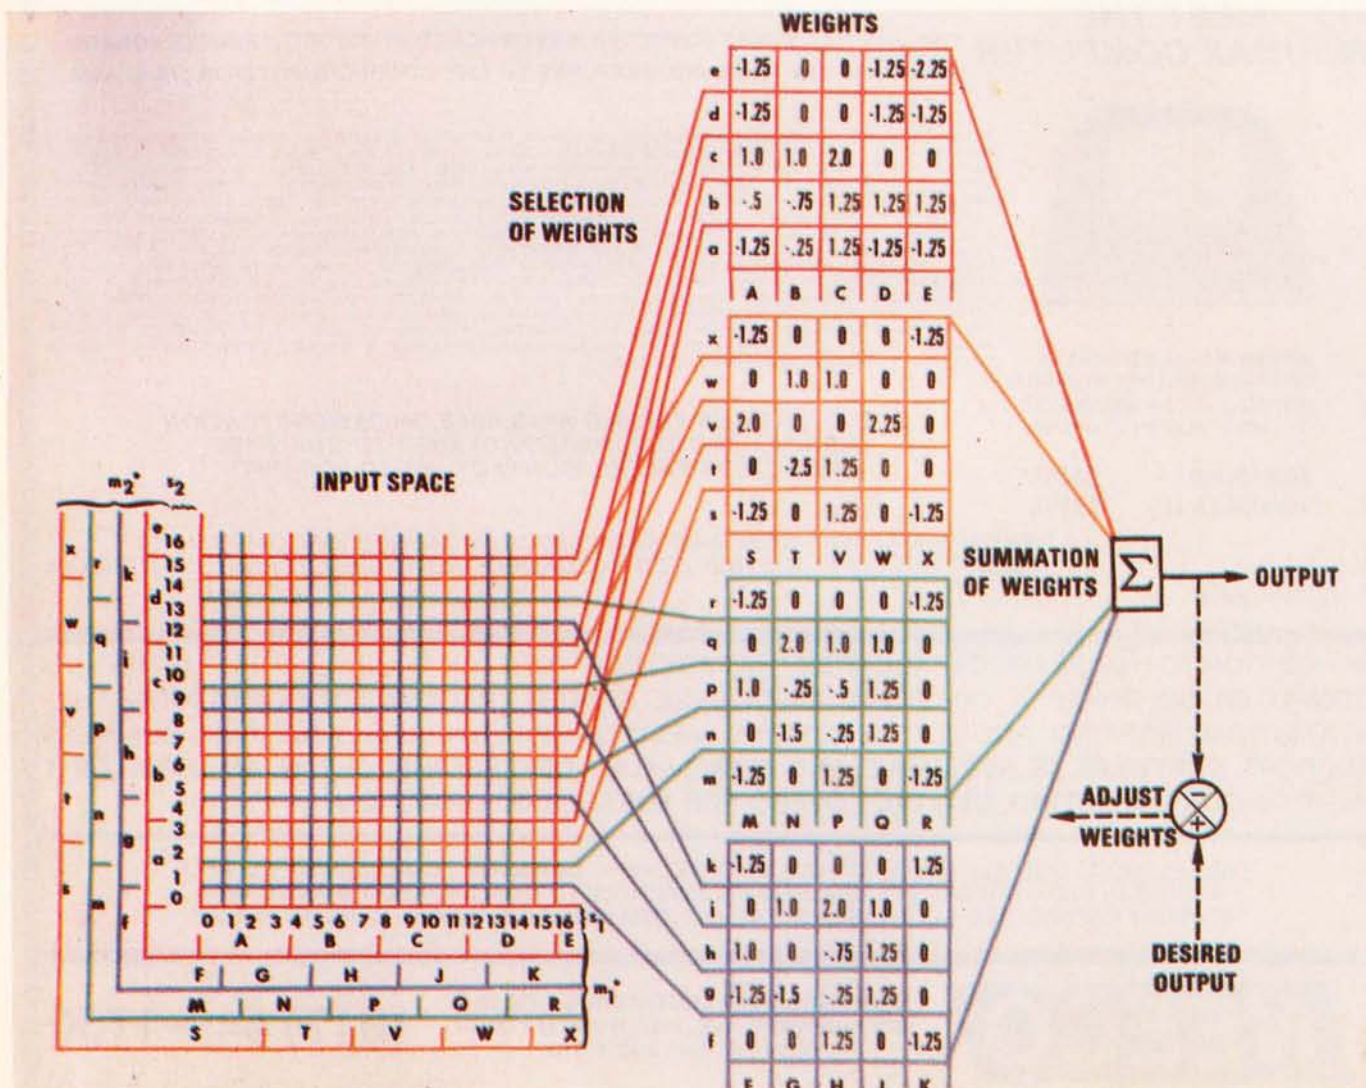 WEIGHTS
e -1.25 0 0 -1.25 -2.25
d -1.25 0 0 -1.25 -1.25
c 1.0 1.0 2.0 0 0
b -.5 -.75 1.25 1.25 1.25
a -1.25 -.25 1.25 -1.25 -1.25
A B C D E
SELECTION
OF WEIGHTS
x -1.25 0 0 0 -1.25
w 0 1.0 1.0 0 0
v 2.0 0 0 2.25 0
t 0 -2.5 1.25 0 0
s -1.25 0 1.25 0 -1.25
S T V W X
r -1.25 0 0 0 -1.25
q 0 2.0 1.0 1.0 0
p 1.0 -.25 -.5 1.25 0
n 0 -1.5 -.25 1.25 0
m -1.25 0 1.25 0 -1.25
M N P Q R
k -1.25 0 0 0 1.25
i 0 1.0 2.0 1.0 0
h 1.0 0 -.75 1.25 0
g -1.25 -1.5 -.25 1.25 0
f 0 0 1.25 0 -1.25
F G H J K
SUMMATION
OF WEIGHTS
Σ
OUTPUT
−
+
ADJUST
WEIGHTS
DESIRED
OUTPUT
INPUT SPACE
m2* s2
x w v t s
r q p n m
k i h g f
e d c b a
16
15
14
13
12
11
10
9
8
7
6
5
4
3
2
1
0
0 1 2 3 4 5 6 7 8 9 10 11 12 13 14 15 16 s1
A B C D E
F G H J K
m1*
M N P Q R
S T V W X